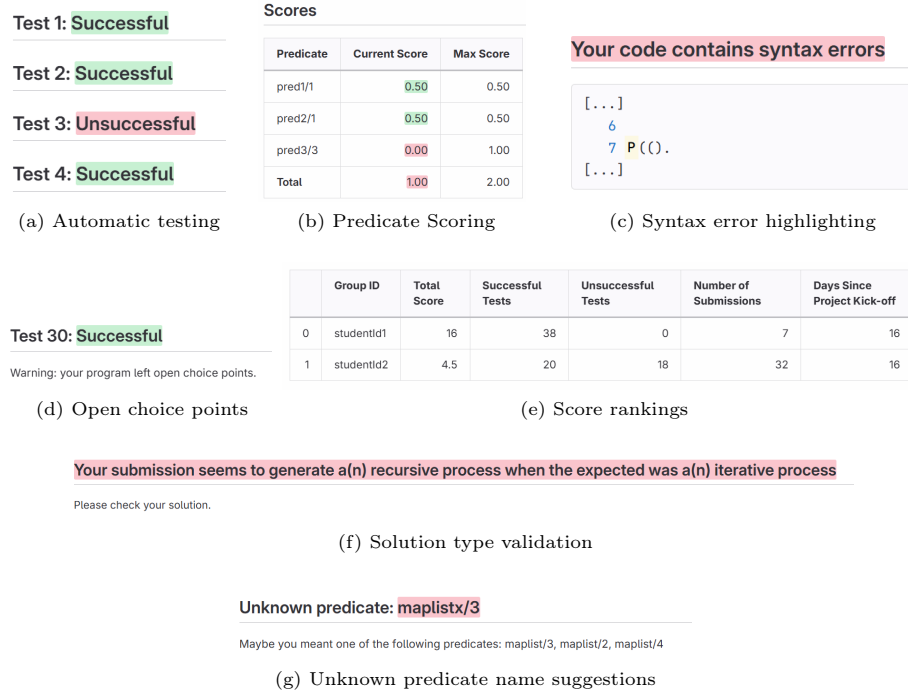 Test 1: Successful
Test 2: Successful
Test 3: Unsuccessful
Test 4: Successful
(a) Automatic testing
Scores
Predicate Current Score Max Score
pred1/1 0.50 0.50
pred2/1 0.50 0.50
pred3/3 0.00 1.00
Total 1.00 2.00
(b) Predicate Scoring
Your code contains syntax errors
[...]
6
7 P(().
[...]
(c) Syntax error highlighting
Test 30: Successful
Warning: your program left open choice points.
(d) Open choice points
Group ID Total Score Successful Tests Unsuccessful Tests Number of Submissions Days Since Project Kick-off
0 studentId1 16 38 0 7 16
1 studentId2 4.5 20 18 32 16
(e) Score rankings
Your submission seems to generate a(n) recursive process when the expected was a(n) iterative process
Please check your solution.
(f) Solution type validation
Unknown predicate: maplistx/3
Maybe you meant one of the following predicates: maplist/3, maplist/2, maplist/4
(g) Unknown predicate name suggestions